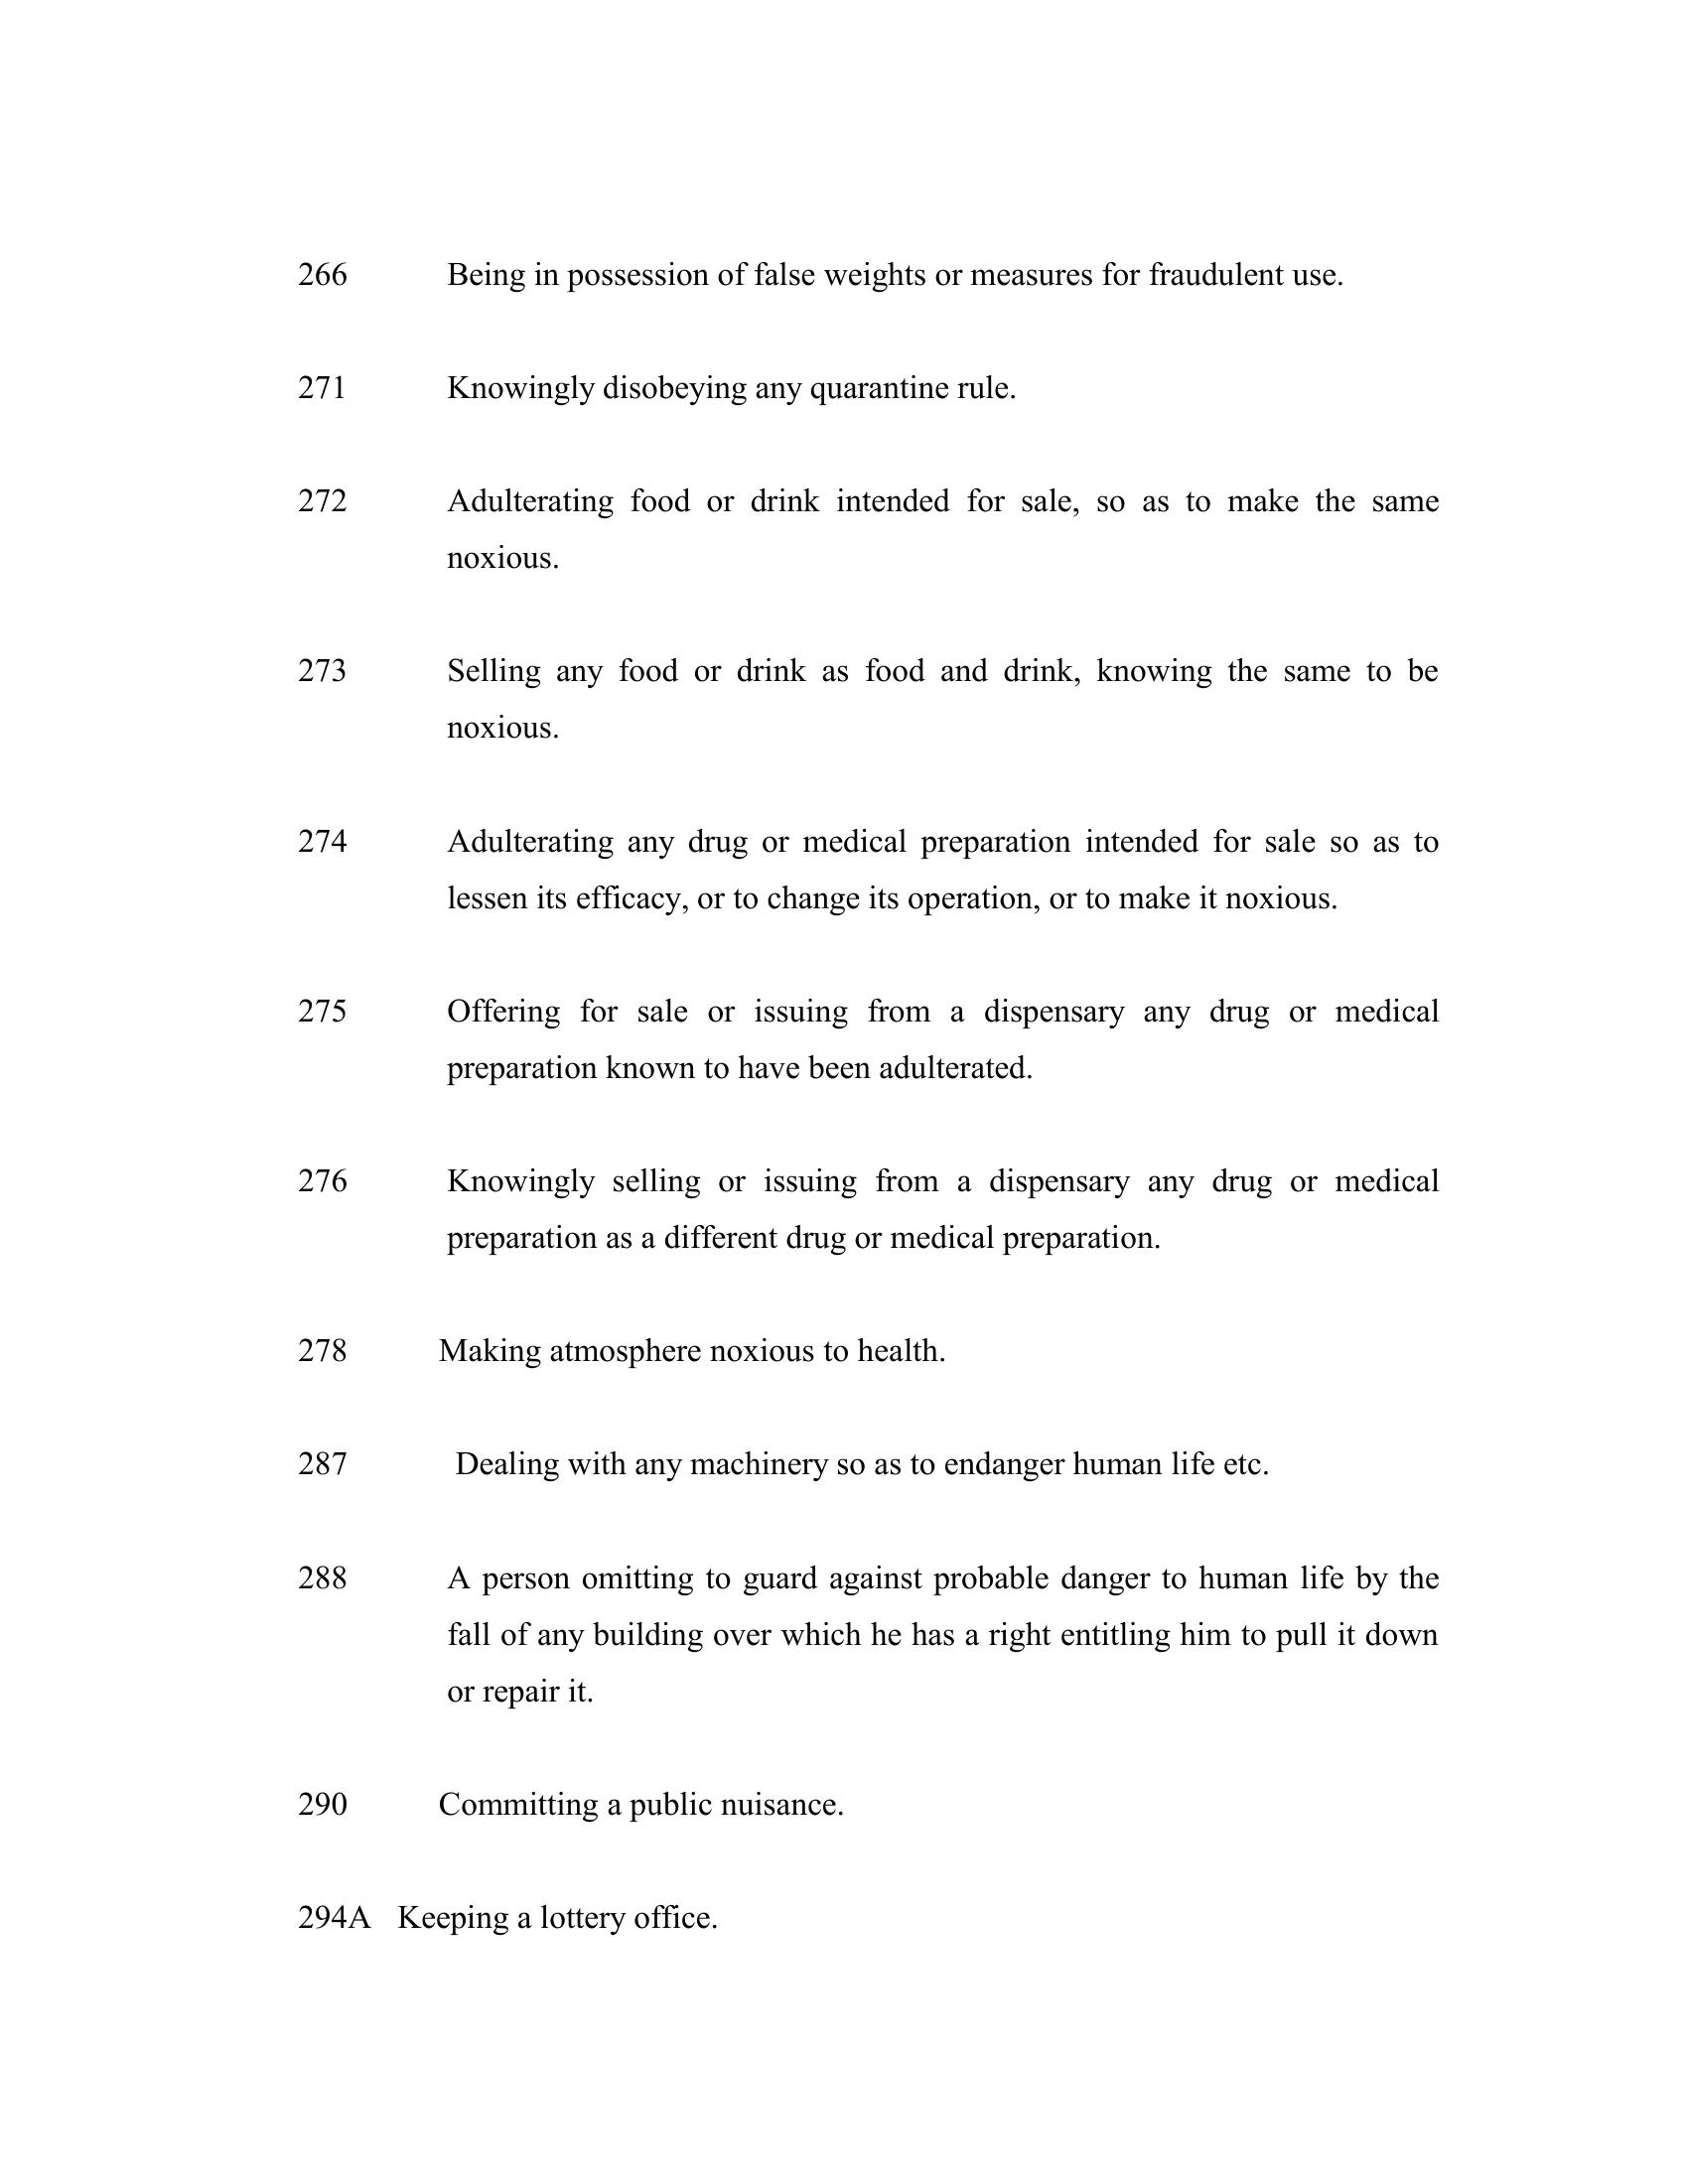 266 Being in possession of false weights or measures for fraudulent use.
271 Knowingly disobeying any quarantine rule.
272 Adulterating food or drink intended for sale, so as to make the same
noxious.
273 Selling any food or drink as food and drink, knowing the same to be
noxious.
274 Adulterating any drug or medical preparation intended for sale so as to
lessen its efficacy, or to change its operation, or to make it noxious.
275 Offering for sale or issuing from a dispensary any drug or medical
preparation known to have been adulterated.
276 Knowingly selling or issuing from a dispensary any drug or medical
preparation as a different drug or medical preparation.
278 Making atmosphere noxious to health.
287 Dealing with any machinery so as to endanger human life etc.
288 A person omitting to guard against probable danger to human life by the
fall of any building over which he has a right entitling him to pull it down
or repair it.
290 Committing a public nuisance.
294A Keeping a lottery office.